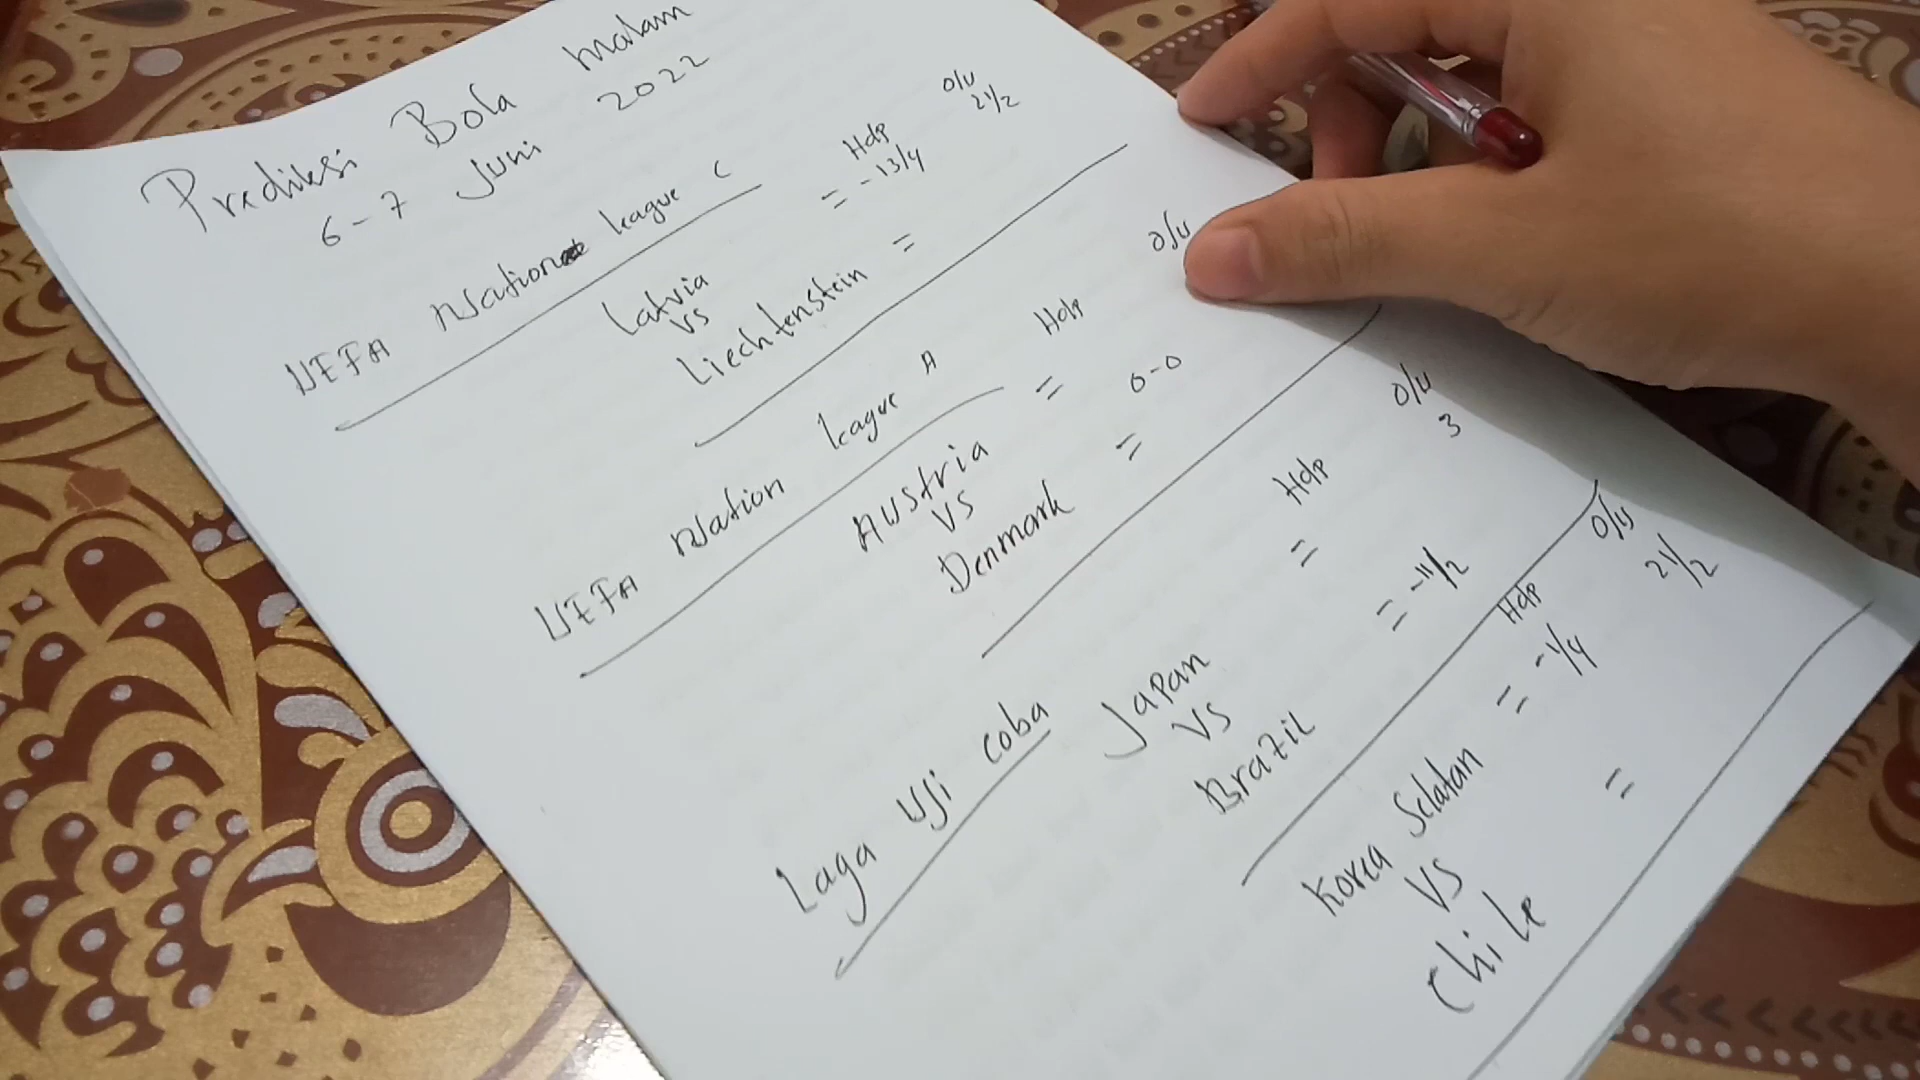 Prediksi Bola Malam
6-7 Juni 2022
UEFA Nation League C
Hdp O/U
Latvia = -13/4 21/2
vs
Liechtenstein =
UEFA Nation League A
Hdp O/U
Austria =
VS 0-0
Denmark =
Laga Uji coba
Hdp O/U
Japan = 3
VS
Brazil = -11/2
Hdp O/U
Korea Selatan = -1/4 21/2
VS
Chile =